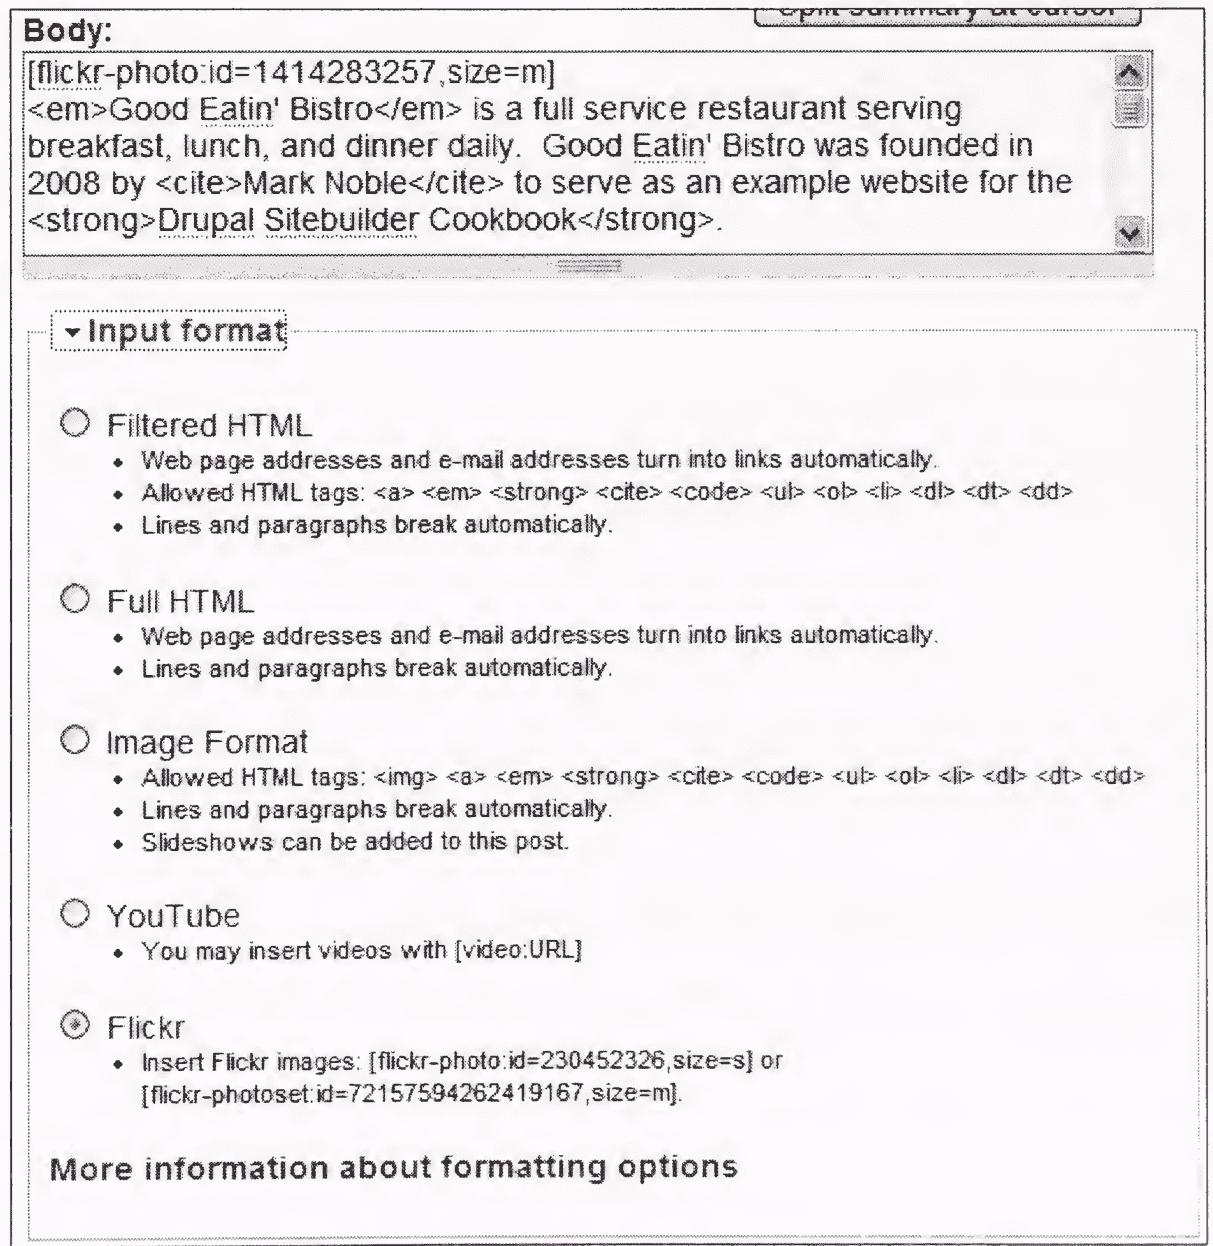 Split summary at cursor
Body:
[flickr-photo:id=1414283257,size=m]
<em>Good Eatin' Bistro</em> is a full service restaurant serving
breakfast, lunch, and dinner daily.  Good Eatin' Bistro was founded in
2008 by <cite>Mark Noble</cite> to serve as an example website for the
<strong>Drupal Sitebuilder Cookbook</strong>.
Input format
Filtered HTML
• Web page addresses and e-mail addresses turn into links automatically.
• Allowed HTML tags: <a> <em> <strong> <cite> <code> <ul> <ol> <li> <dl> <dt> <dd>
• Lines and paragraphs break automatically.
Full HTML
• Web page addresses and e-mail addresses turn into links automatically.
• Lines and paragraphs break automatically.
Image Format
• Allowed HTML tags: <img> <a> <em> <strong> <cite> <code> <ul> <ol> <li> <dl> <dt> <dd>
• Lines and paragraphs break automatically.
• Slideshows can be added to this post.
YouTube
• You may insert videos with [video:URL]
Flickr
• Insert Flickr images: [flickr-photo:id=230452326,size=s] or
[flickr-photoset:id=72157594262419167,size=m].
More information about formatting options